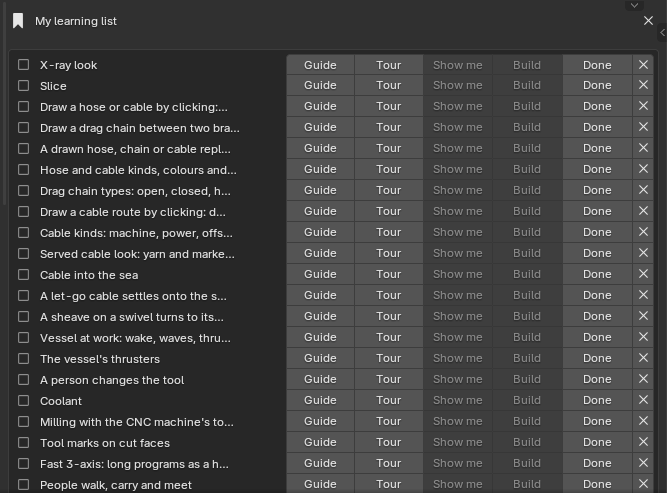 My learning list
X-ray look Guide Tour Show me Build Done
Slice Guide Tour Show me Build Done
Draw a hose or cable by clicking:... Guide Tour Show me Build Done
Draw a drag chain between two bra... Guide Tour Show me Build Done
A drawn hose, chain or cable repl... Guide Tour Show me Build Done
Hose and cable kinds, colours and... Guide Tour Show me Build Done
Drag chain types: open, closed, h... Guide Tour Show me Build Done
Draw a cable route by clicking: d... Guide Tour Show me Build Done
Cable kinds: machine, power, offs... Guide Tour Show me Build Done
Served cable look: yarn and marke... Guide Tour Show me Build Done
Cable into the sea Guide Tour Show me Build Done
A let-go cable settles onto the s... Guide Tour Show me Build Done
A sheave on a swivel turns to its... Guide Tour Show me Build Done
Vessel at work: wake, waves, thru... Guide Tour Show me Build Done
The vessel's thrusters Guide Tour Show me Build Done
A person changes the tool Guide Tour Show me Build Done
Coolant Guide Tour Show me Build Done
Milling with the CNC machine's to... Guide Tour Show me Build Done
Tool marks on cut faces Guide Tour Show me Build Done
Fast 3-axis: long programs as a h... Guide Tour Show me Build Done
People walk, carry and meet Guide Tour Show me Build Done